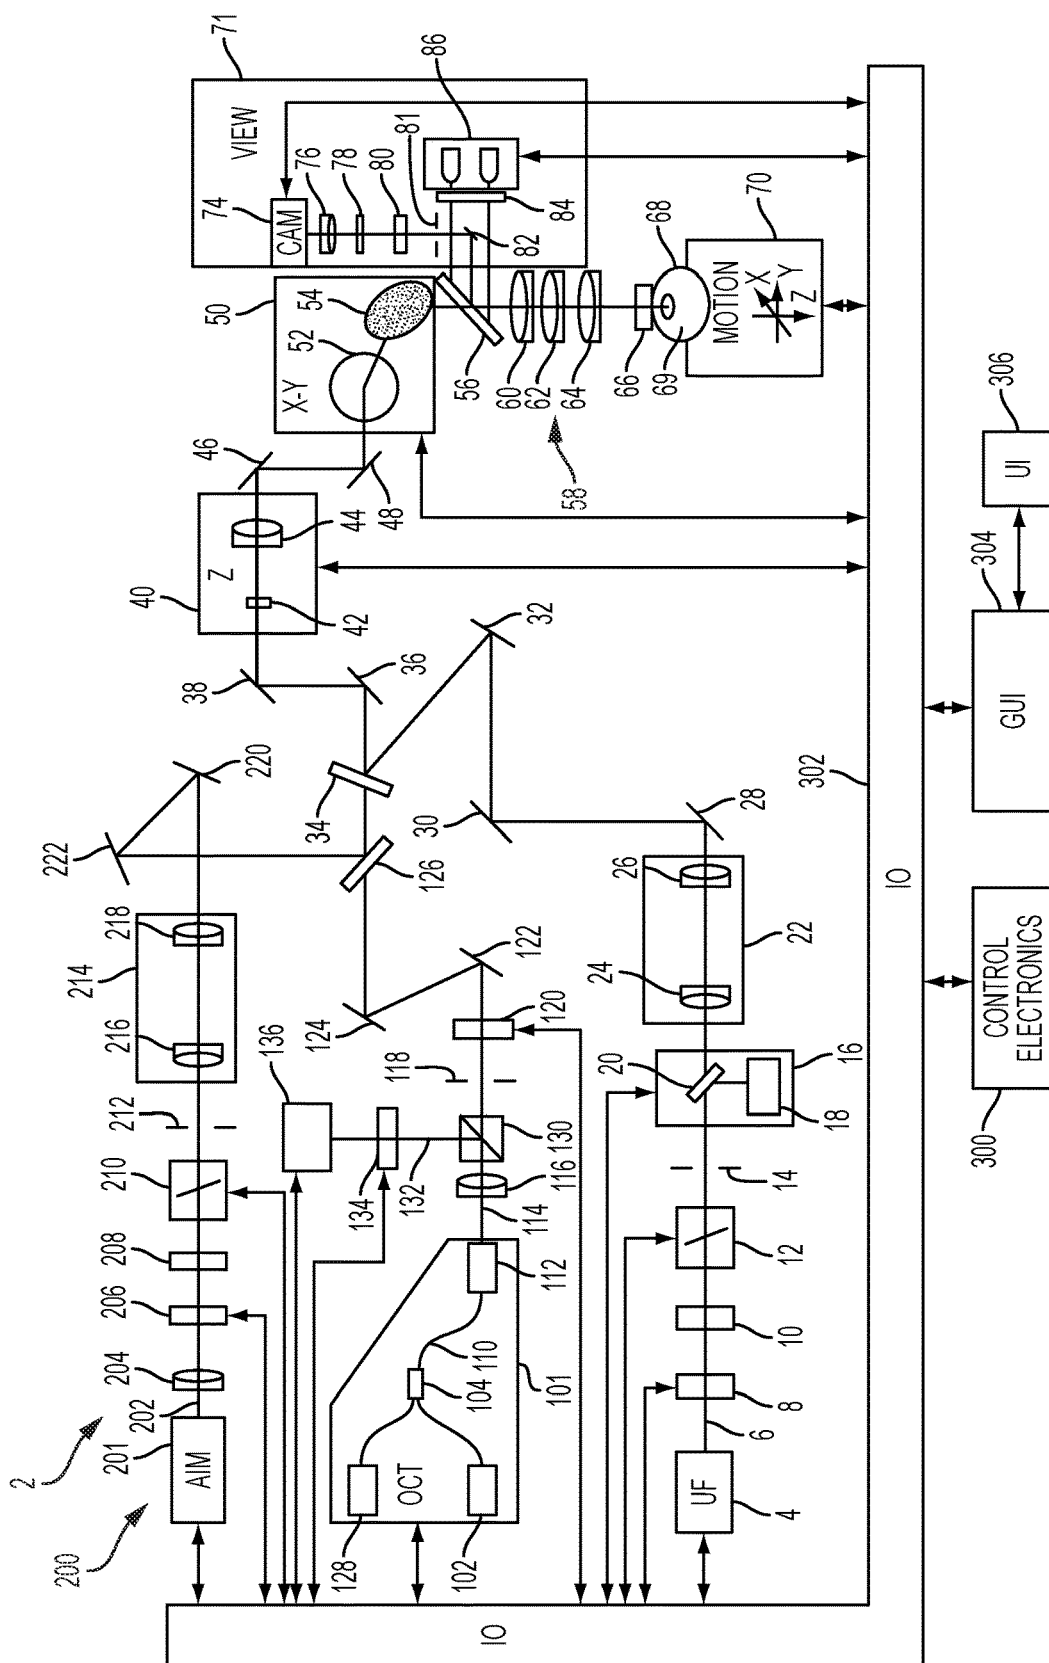 2
200
222
220
71
201 202 204 206 208 210 212 214 216 218
AIM
38 40 42 44 46
Z
VIEW
74 76 78 80 81 86
CAM
82 84
50 52 54
X-Y
136
134 132
34
36
48
56
128
OCT
104 110 112 114 116 130 118 120
124 122
126
32
102
101
60 62 64 66 68
58
69 70
MOTION
X
Y
Z
30
28
UF
4 6 8 10 12 14 16 18 20 22 24 26
IO
302
IO
300
CONTROL
ELECTRONICS
304
GUI
306
UI